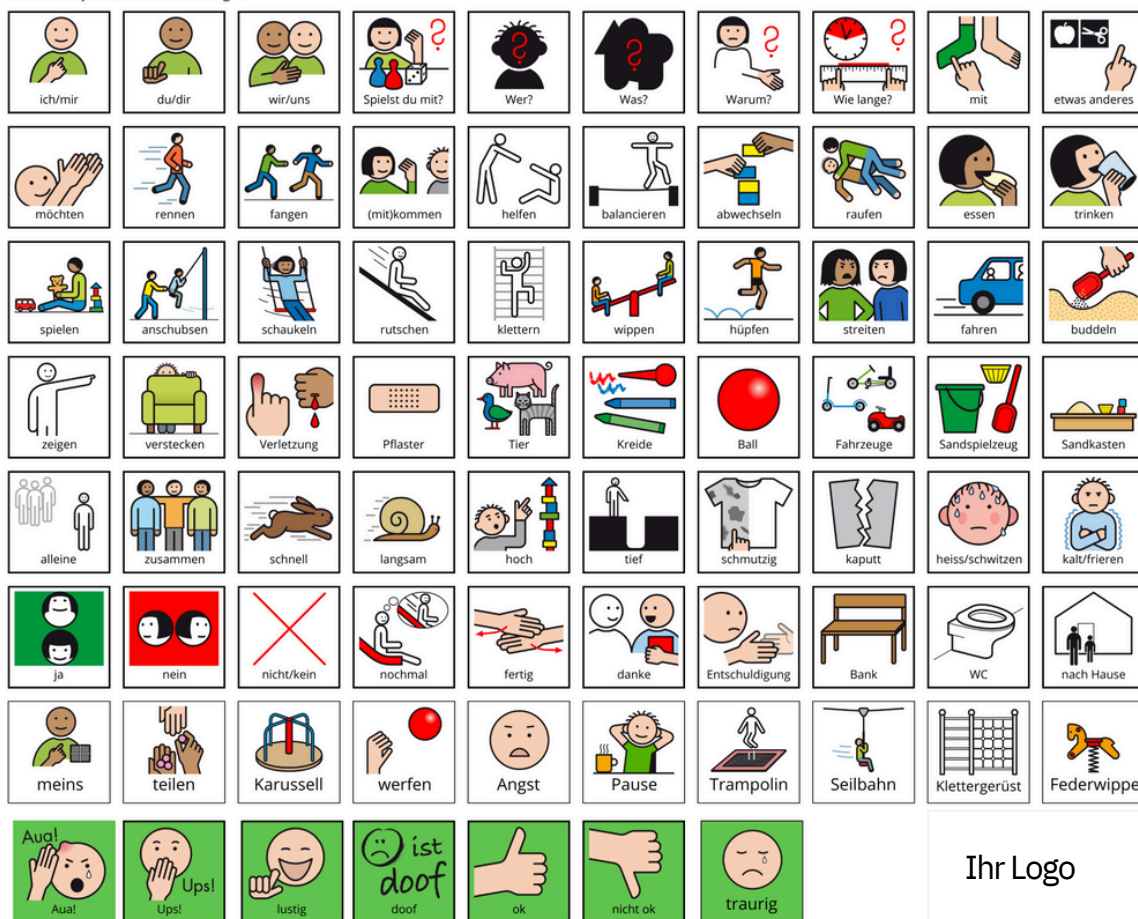 ich/mir
du/dir
wir/uns
Spielst du mit?
Wer?
Was?
Warum?
Wie lange?
mit
etwas anderes
möchten
rennen
fangen
(mit)kommen
helfen
balancieren
abwechseln
raufen
essen
trinken
spielen
anschubsen
schaukeln
rutschen
klettern
wippen
hüpfen
streiten
fahren
buddeln
zeigen
verstecken
Verletzung
Pflaster
Tier
Kreide
Ball
Fahrzeuge
Sandspielzeug
Sandkasten
alleine
zusammen
schnell
langsam
hoch
tief
schmutzig
kaputt
heiss/schwitzen
kalt/frieren
ja
nein
nicht/kein
nochmal
fertig
danke
Entschuldigung
Bank
WC
nach Hause
meins
teilen
Karussell
werfen
Angst
Pause
Trampolin
Seilbahn
Klettergerüst
Federwippe
Aua!
Aua!
Ups!
Ups!
lustig
ist
doof
doof
ok
nicht ok
traurig
Ihr Logo